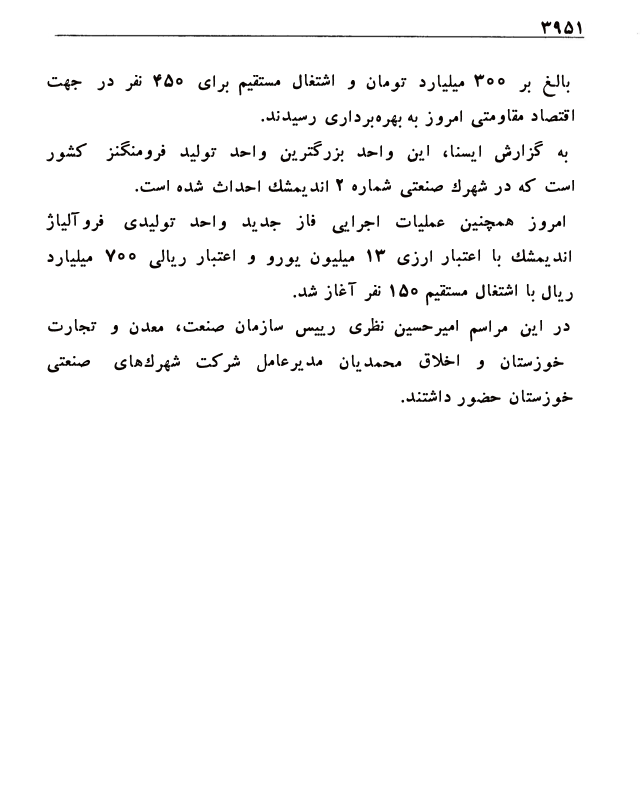 ۳۹۵۱
بالغ بر ۳۰۰ میلیارد تومان و اشتغال مستقیم برای ۴۵۰ نفر در جهت
اقتصاد مقاومتی امروز به بهره‌برداری رسیدند.
به گزارش ایسنا، این واحد بزرگترین واحد تولید فرومنگنز کشور
است که در شهرك صنعتی شماره ۲ اندیمشك احداث شده است.
امروز همچنین عملیات اجرایی فاز جدید واحد تولیدی فروآلیاژ
اندیمشك با اعتبار ارزی ۱۳ میلیون یورو و اعتبار ریالی ۷۰۰ میلیارد
ریال با اشتغال مستقیم ۱۵۰ نفر آغاز شد.
در این مراسم امیرحسین نظری رییس سازمان صنعت، معدن و تجارت
خوزستان و اخلاق محمدیان مدیرعامل شرکت شهرك‌های صنعتی
خوزستان حضور داشتند.